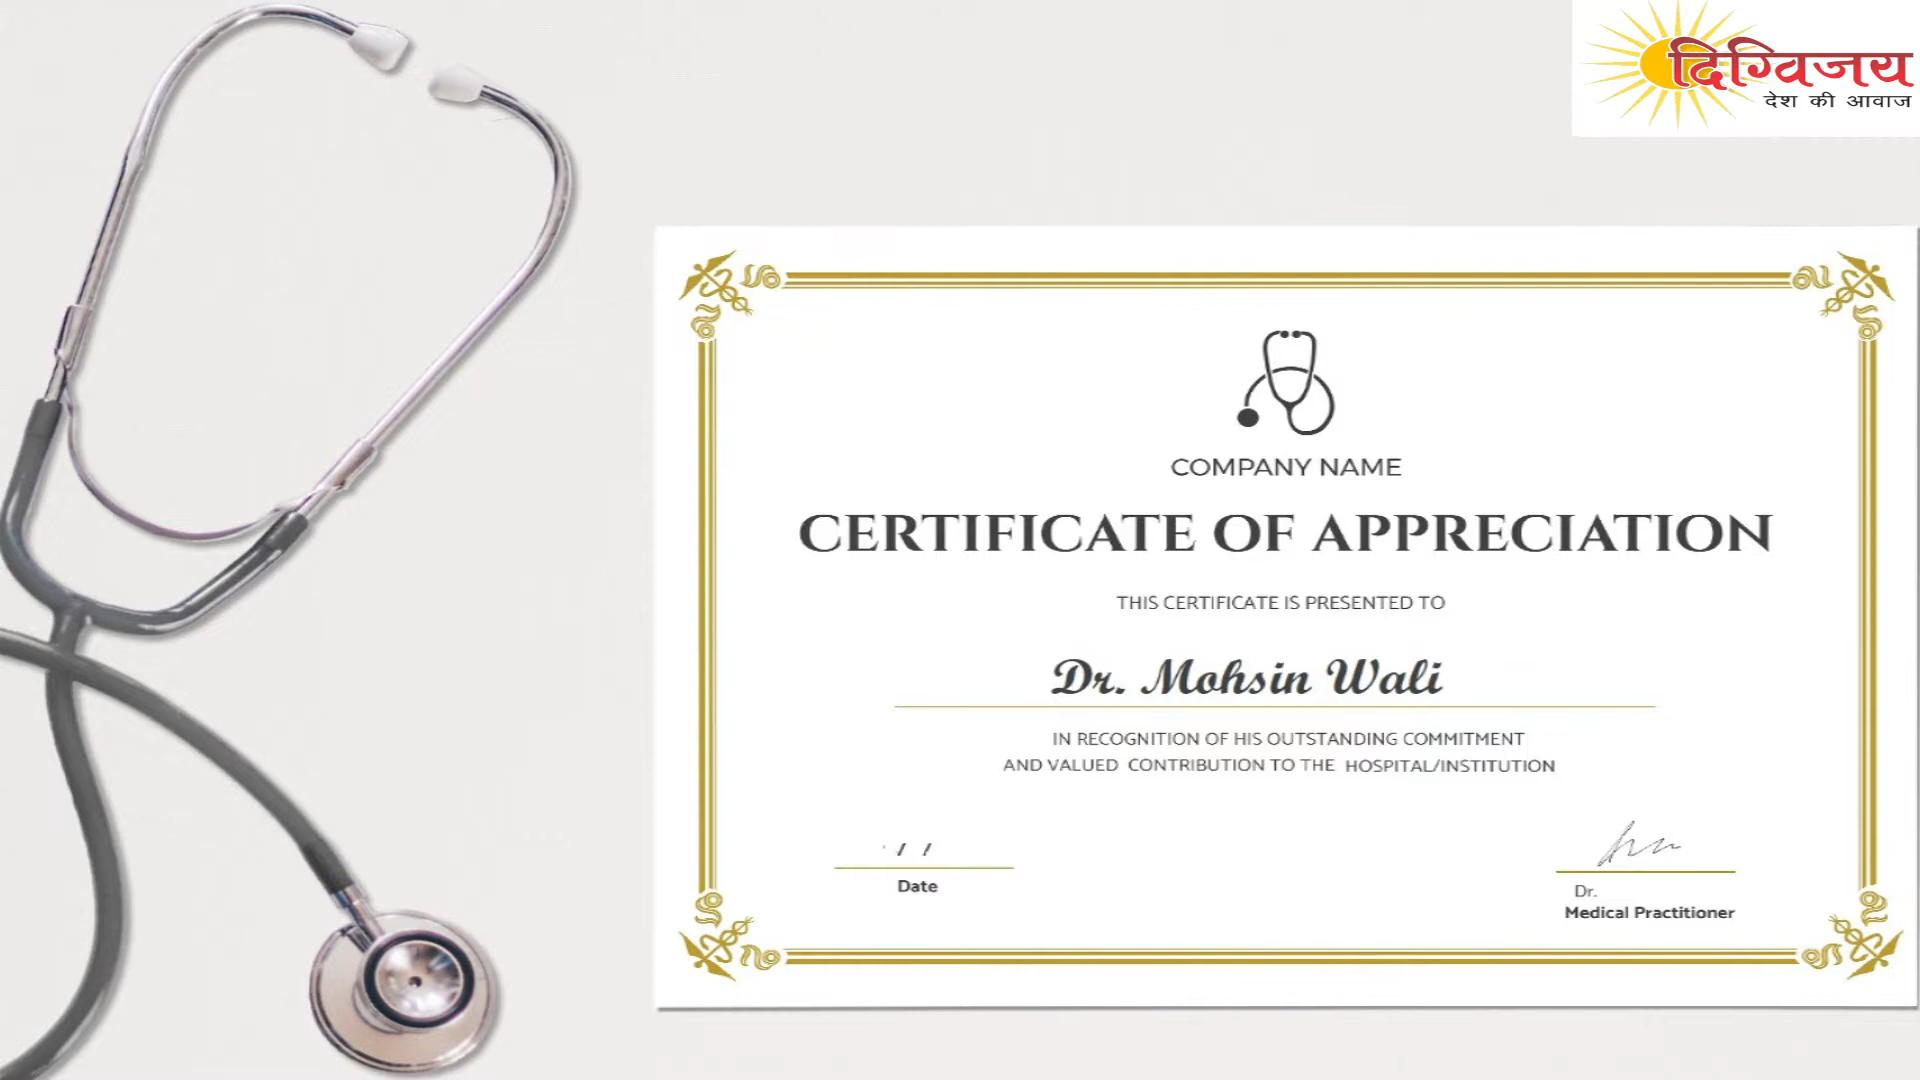 दिग्विजय
देश की आवाज
COMPANY NAME
CERTIFICATE OF APPRECIATION
THIS CERTIFICATE IS PRESENTED TO
Dr. Mohsin Wali
IN RECOGNITION OF HIS OUTSTANDING COMMITMENT
AND VALUED CONTRIBUTION TO THE HOSPITAL/INSTITUTION
Date
Dr.
Medical Practitioner